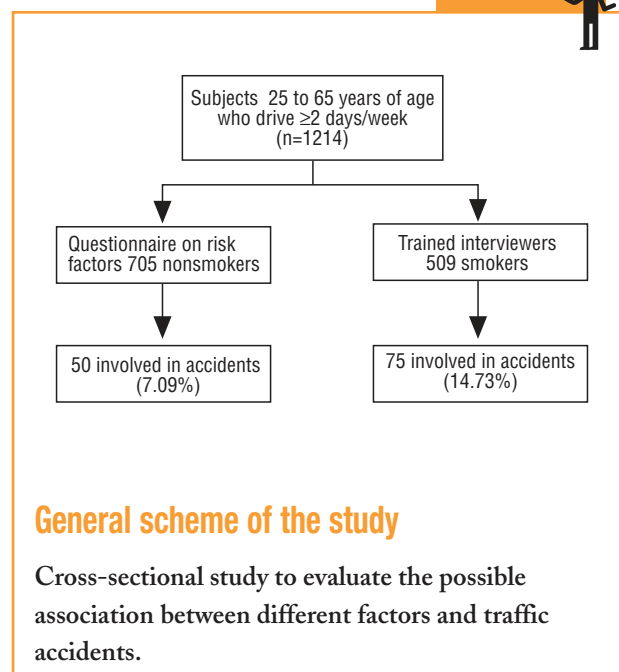 Subjects 25 to 65 years of age
who drive ≥2 days/week
(n=1214)
Questionnaire on risk
factors 705 nonsmokers
Trained interviewers
509 smokers
50 involved in accidents
(7.09%)
75 involved in accidents
(14.73%)
General scheme of the study
Cross-sectional study to evaluate the possible
association between different factors and traffic
accidents.